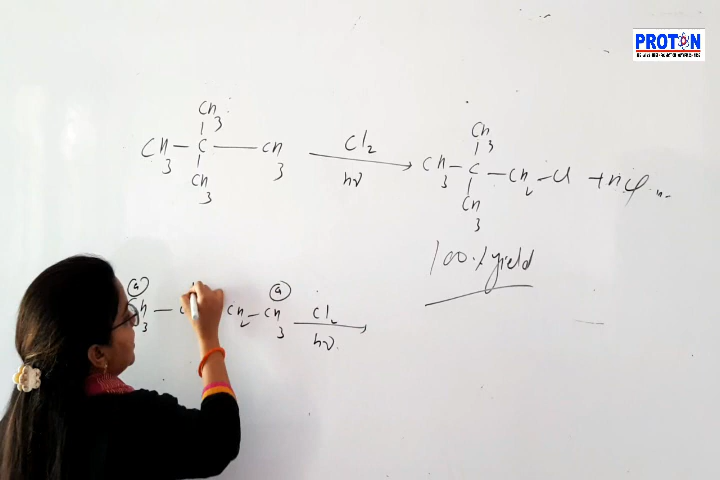 PROTON
CH3
CH3 — C — CH3
CH3
Cl2
hν
CH3
CH3 — C — CH2 — Cl + HCl
CH3
100% yield
(a) (a)
CH3 — C CH2 — CH3
Cl2
hν